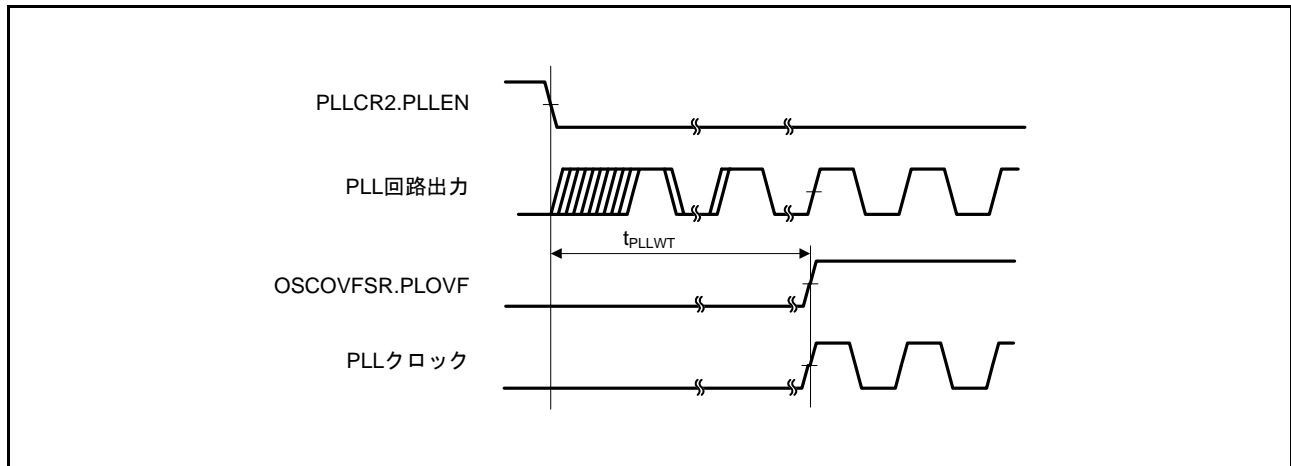 PLLCR2.PLLEN
PLL回路出力
tPLLWT
OSCOVFSR.PLOVF
PLLクロック